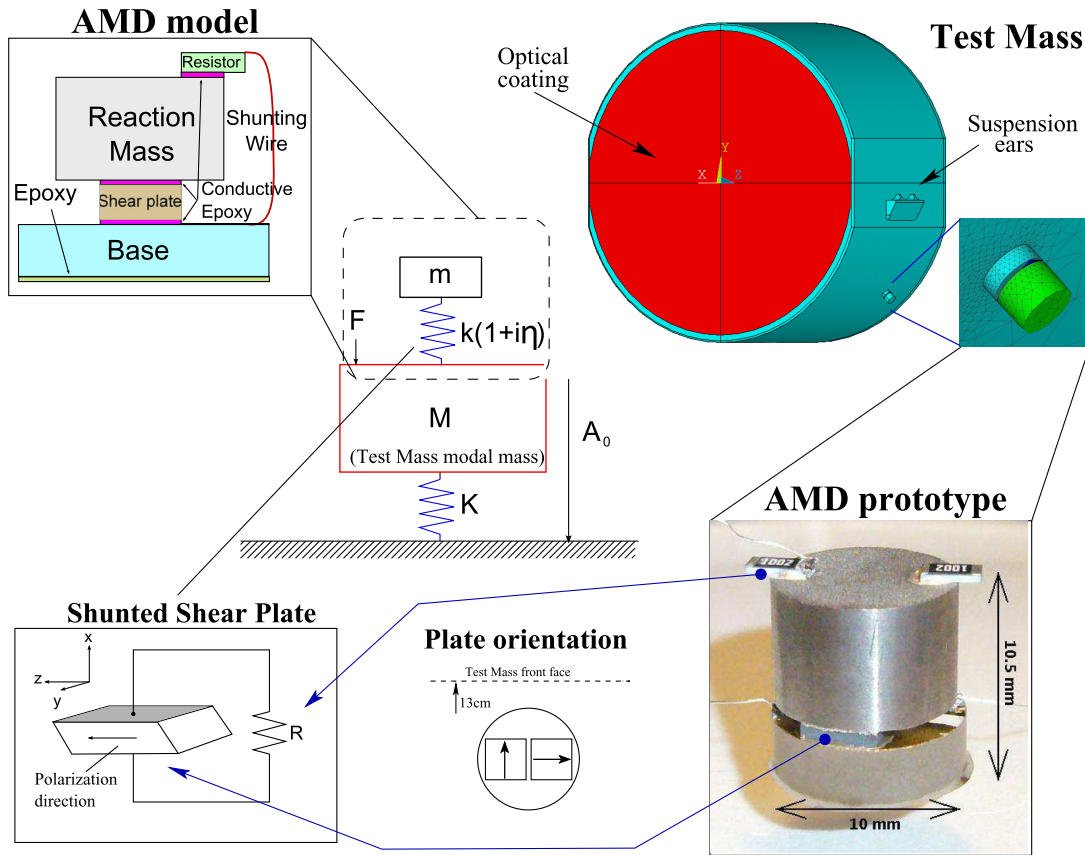 AMD model
Resistor
Reaction
Mass
Shunting
Wire
Epoxy
Shear plate
Conductive
Epoxy
Base
Test Mass
Optical
coating
Suspension
ears
Y
X
Z
m
F
k(1+iη)
M
(Test Mass modal mass)
A₀
K
AMD prototype
1002
10.5 mm
10 mm
Shunted Shear Plate
x
z
y
R
Polarization
direction
Plate orientation
Test Mass front face
13cm